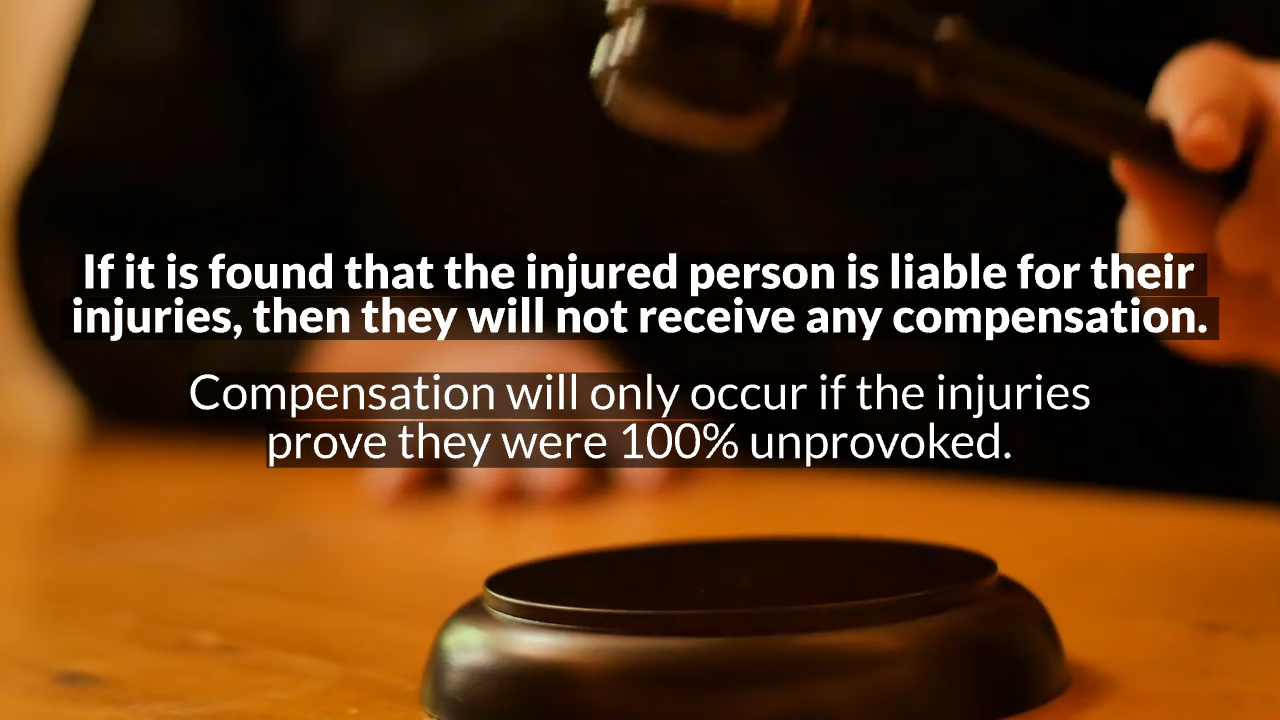 If it is found that the injured person is liable for their
injuries, then they will not receive any compensation.
Compensation will only occur if the injuries
prove they were 100% unprovoked.